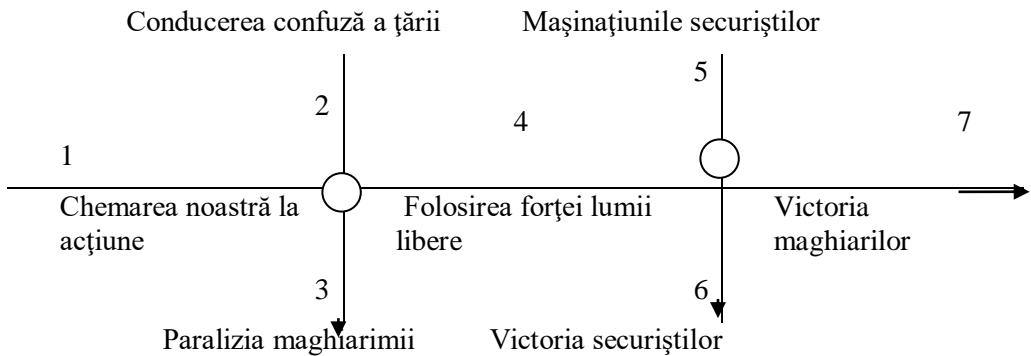 Conducerea confuză a ţării Maşinaţiunile securiştilor
5
2
4 7
1
Chemarea noastră la Folosirea forţei lumii Victoria
acţiune libere maghiarilor
3 6
Paralizia maghiarimii Victoria securiştilor